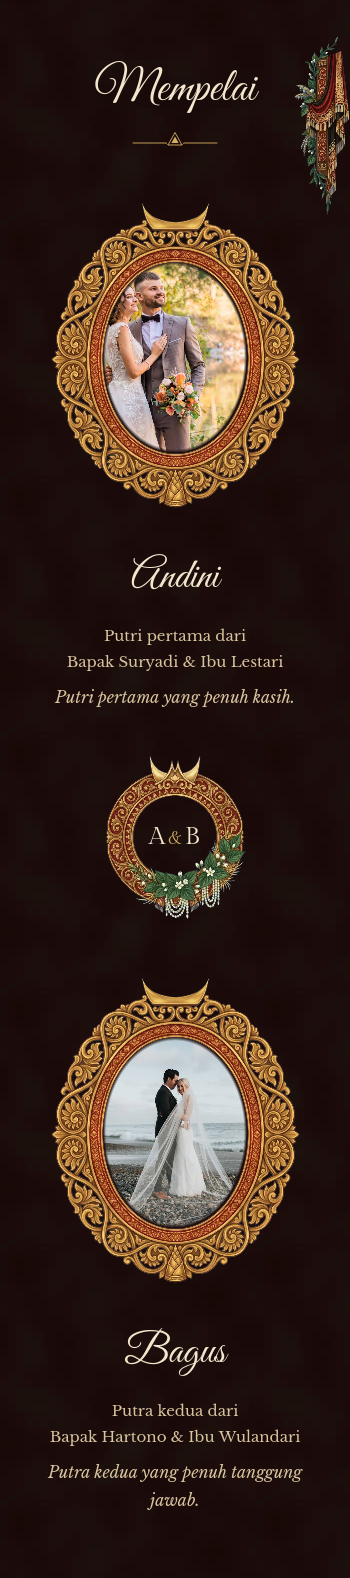 Mempelai
Andini
Putri pertama dari
Bapak Suryadi & Ibu Lestari
Putri pertama yang penuh kasih.
A & B
Bagus
Putra kedua dari
Bapak Hartono & Ibu Wulandari
Putra kedua yang penuh tanggung
jawab.